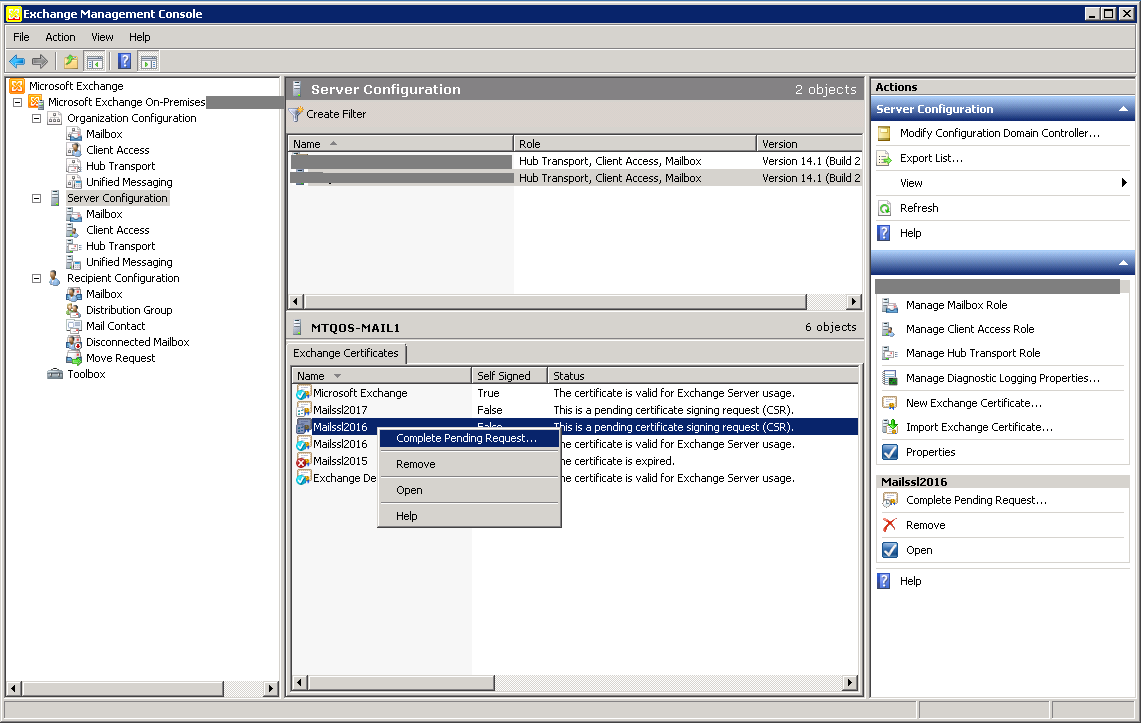 Exchange Management Console
File Action View Help
Microsoft Exchange
Microsoft Exchange On-Premises
Organization Configuration
Mailbox
Client Access
Hub Transport
Unified Messaging
Server Configuration
Mailbox
Client Access
Hub Transport
Unified Messaging
Recipient Configuration
Mailbox
Distribution Group
Mail Contact
Disconnected Mailbox
Move Request
Toolbox
Server Configuration 2 objects
Create Filter
Name Role Version
Hub Transport, Client Access, Mailbox Version 14.1 (Build 2
Hub Transport, Client Access, Mailbox Version 14.1 (Build 2
MTQOS-MAIL1 6 objects
Exchange Certificates
Name Self Signed Status
Microsoft Exchange True The certificate is valid for Exchange Server usage.
Mailssl2017 False This is a pending certificate signing request (CSR).
Mailssl2016 False This is a pending certificate signing request (CSR).
Mailssl2016 he certificate is valid for Exchange Server usage.
Mailssl2015 he certificate is expired.
Exchange De he certificate is valid for Exchange Server usage.
Complete Pending Request...
Remove
Open
Help
Actions
Server Configuration
Modify Configuration Domain Controller...
Export List...
View
Refresh
Help
Manage Mailbox Role
Manage Client Access Role
Manage Hub Transport Role
Manage Diagnostic Logging Properties...
New Exchange Certificate...
Import Exchange Certificate...
Properties
Mailssl2016
Complete Pending Request...
Remove
Open
Help